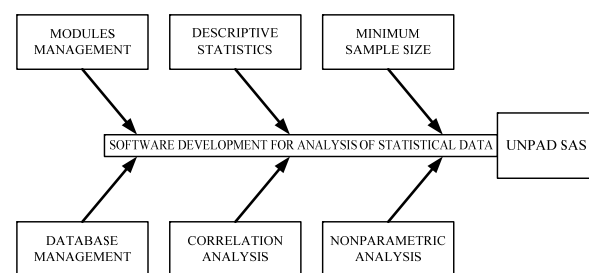 MODULES
MANAGEMENT
DESCRIPTIVE
STATISTICS
MINIMUM
SAMPLE SIZE
SOFTWARE DEVELOPMENT FOR ANALYSIS OF STATISTICAL DATA
UNPAD SAS
DATABASE
MANAGEMENT
CORRELATION
ANALYSIS
NONPARAMETRIC
ANALYSIS